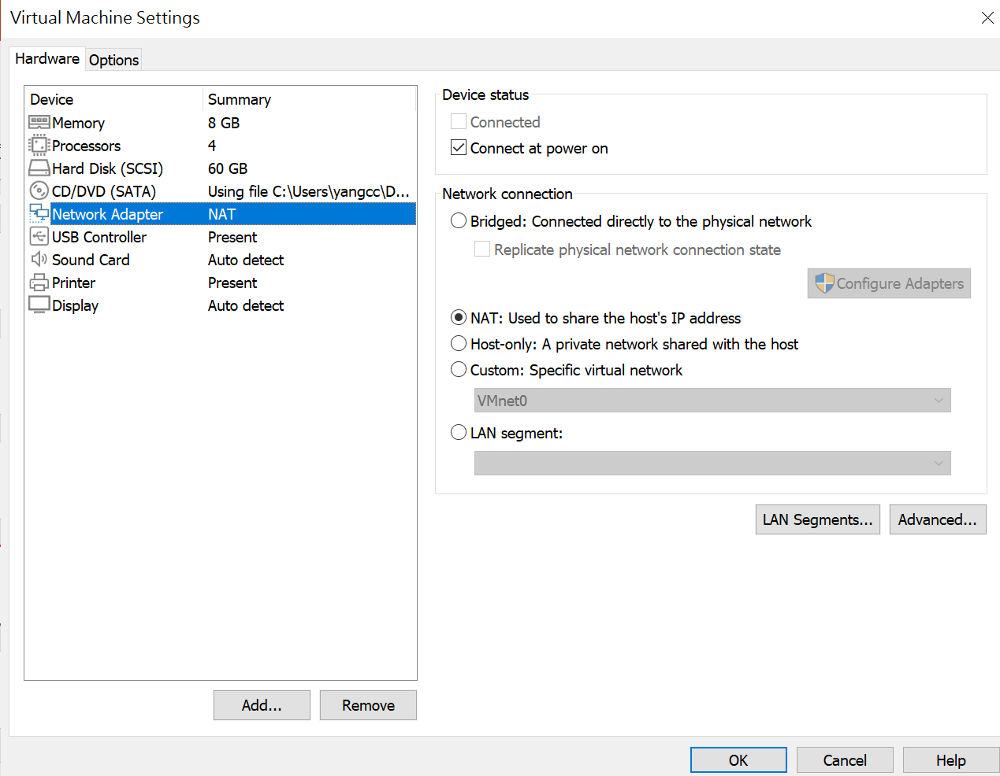 Virtual Machine Settings
Hardware Options
Device Summary
Memory 8 GB
Processors 4
Hard Disk (SCSI) 60 GB
CD/DVD (SATA) Using file C:\Users\yangcc\D...
Network Adapter NAT
USB Controller Present
Sound Card Auto detect
Printer Present
Display Auto detect
Add... Remove
Device status
Connected
Connect at power on
Network connection
Bridged: Connected directly to the physical network
Replicate physical network connection state
Configure Adapters
NAT: Used to share the host's IP address
Host-only: A private network shared with the host
Custom: Specific virtual network
VMnet0
LAN segment:
LAN Segments... Advanced...
OK Cancel Help